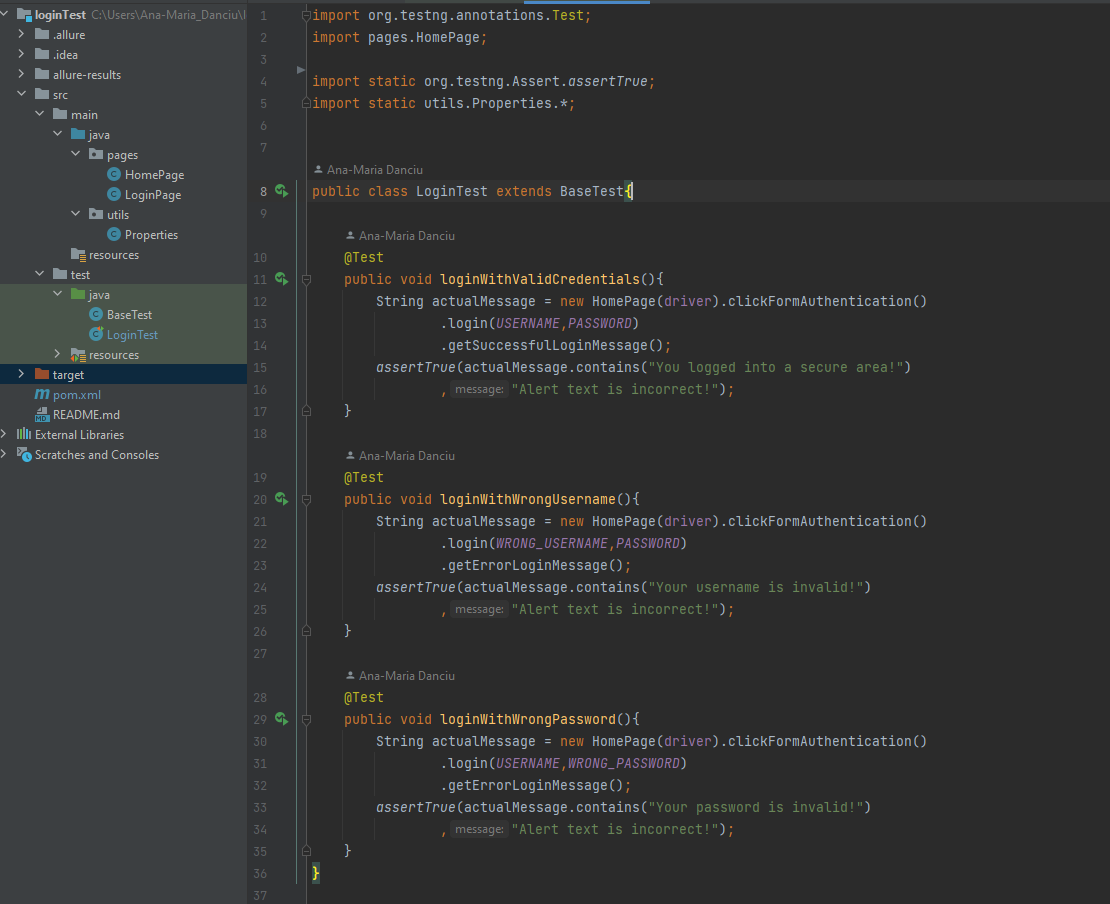 loginTest C:\Users\Ana-Maria_Danciu\l
.allure
.idea
allure-results
src
main
java
pages
HomePage
LoginPage
utils
Properties
resources
test
java
BaseTest
LoginTest
resources
target
pom.xml
README.md
External Libraries
Scratches and Consoles
1 import org.testng.annotations.Test;
2 import pages.HomePage;
3
4 import static org.testng.Assert.assertTrue;
5 import static utils.Properties.*;
6
7
Ana-Maria Danciu
8 public class LoginTest extends BaseTest{
9
Ana-Maria Danciu
10 @Test
11 public void loginWithValidCredentials(){
12 String actualMessage = new HomePage(driver).clickFormAuthentication()
13 .login(USERNAME,PASSWORD)
14 .getSuccessfulLoginMessage();
15 assertTrue(actualMessage.contains("You logged into a secure area!")
16 , message: "Alert text is incorrect!");
17 }
18
Ana-Maria Danciu
19 @Test
20 public void loginWithWrongUsername(){
21 String actualMessage = new HomePage(driver).clickFormAuthentication()
22 .login(WRONG_USERNAME,PASSWORD)
23 .getErrorLoginMessage();
24 assertTrue(actualMessage.contains("Your username is invalid!")
25 , message: "Alert text is incorrect!");
26 }
27
Ana-Maria Danciu
28 @Test
29 public void loginWithWrongPassword(){
30 String actualMessage = new HomePage(driver).clickFormAuthentication()
31 .login(USERNAME,WRONG_PASSWORD)
32 .getErrorLoginMessage();
33 assertTrue(actualMessage.contains("Your password is invalid!")
34 , message: "Alert text is incorrect!");
35 }
36 }
37